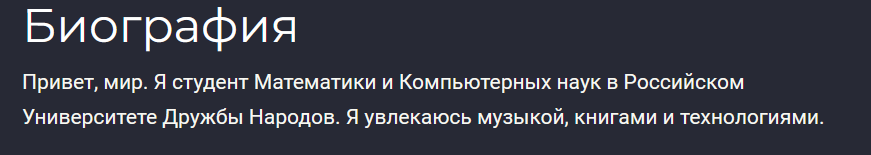 Биография
Привет, мир. Я студент Математики и Компьютерных наук в Российском
Университете Дружбы Народов. Я увлекаюсь музыкой, книгами и технологиями.